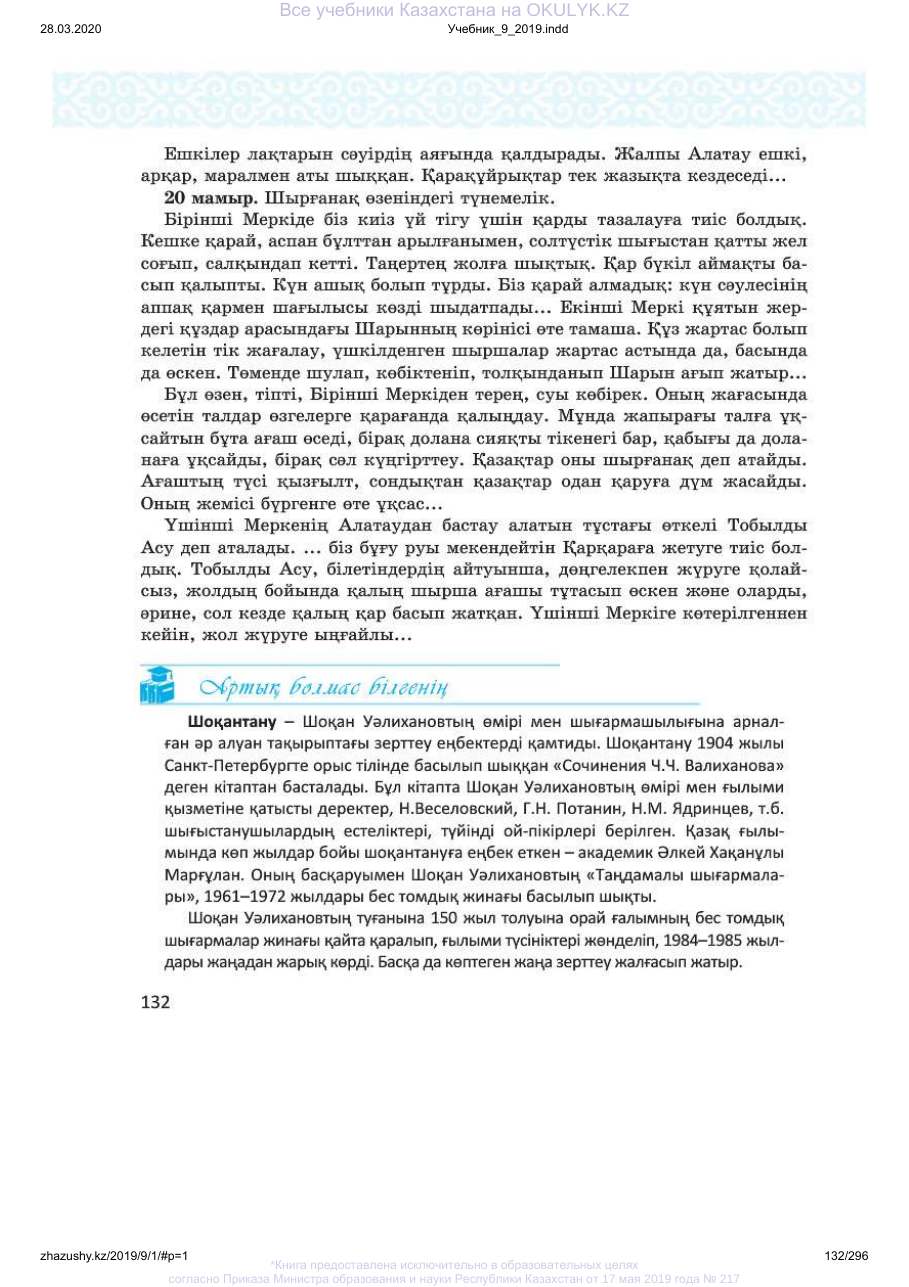 Все учебники Казахстана на OKULYK.KZ
28.03.2020
Учебник_9_2019.indd
Ешкілер лақтарын сәуірдің аяғында қалдырады. Жалпы Алатау ешкі,
арқар, маралмен аты шыққан. Қарақұйрықтар тек жазықта кездеседі...
20 мамыр. Шырғанақ өзеніндегі түнемелік.
Бірінші Меркіде біз киіз үй тігу үшін қарды тазалауға тиіс болдық.
Кешке қарай, аспан бұлттан арылғанымен, солтүстік шығыстан қатты жел
соғып, салқындап кетті. Таңертең жолға шықтық. Қар бүкіл аймақты ба-
сып қалыпты. Күн ашық болып тұрды. Біз қарай алмадық: күн сәулесінің
аппақ қармен шағылысы көзді шыдатпады... Екінші Меркі құятын жер-
дегі құздар арасындағы Шарынның көрінісі өте тамаша. Құз жартас болып
келетін тік жағалау, үшкілденген шыршалар жартас астында да, басында
да өскен. Төменде шулап, көбіктеніп, толқынданып Шарын ағып жатыр...
Бұл өзен, тіпті, Бірінші Меркіден терең, суы көбірек. Оның жағасында
өсетін талдар өзгелерге қарағанда қалыңдау. Мұнда жапырағы талға ұқ-
сайтын бұта ағаш өседі, бірақ долана сияқты тікенегі бар, қабығы да дола-
наға ұқсайды, бірақ сәл күңгірттеу. Қазақтар оны шырғанақ деп атайды.
Ағаштың түсі қызғылт, сондықтан қазақтар одан қаруға дүм жасайды.
Оның жемісі бүргенге өте ұқсас...
Үшінші Меркенің Алатаудан бастау алатын тұстағы өткелі Тобылды
Асу деп аталады. ... біз бұғу руы мекендейтін Қарқараға жетуге тиіс бол-
дық. Тобылды Асу, білетіндердің айтуынша, дөңгелекпен жүруге қолай-
сыз, жолдың бойында қалың шырша ағашы тұтасып өскен және оларды,
әрине, сол кезде қалың қар басып жатқан. Үшінші Меркіге көтерілгеннен
кейін, жол жүруге ыңғайлы...
Артық болмас білгенің
Шоқантану – Шоқан Уәлихановтың өмірі мен шығармашылығына арнал-
ған әр алуан тақырыптағы зерттеу еңбектерді қамтиды. Шоқантану 1904 жылы
Санкт-Петербургте орыс тілінде басылып шыққан «Сочинения Ч.Ч. Валиханова»
деген кітаптан басталады. Бұл кітапта Шоқан Уәлихановтың өмірі мен ғылыми
қызметіне қатысты деректер, Н.Веселовский, Г.Н. Потанин, Н.М. Ядринцев, т.б.
шығыстанушылардың естеліктері, түйінді ой-пікірлері берілген. Қазақ ғылы-
мында көп жылдар бойы шоқантануға еңбек еткен – академик Әлкей Хақанұлы
Марғұлан. Оның басқаруымен Шоқан Уәлихановтың «Таңдамалы шығармала-
ры», 1961–1972 жылдары бес томдық жинағы басылып шықты.
Шоқан Уәлихановтың туғанына 150 жыл толуына орай ғалымның бес томдық
шығармалар жинағы қайта қаралып, ғылыми түсініктері жөнделіп, 1984–1985 жыл-
дары жаңадан жарық көрді. Басқа да көптеген жаңа зерттеу жалғасып жатыр.
132
zhazushy.kz/2019/9/1/#p=1
132/296
*Книга предоставлена исключительно в образовательных целях
согласно Приказа Министра образования и науки Республики Казахстан от 17 мая 2019 года № 217